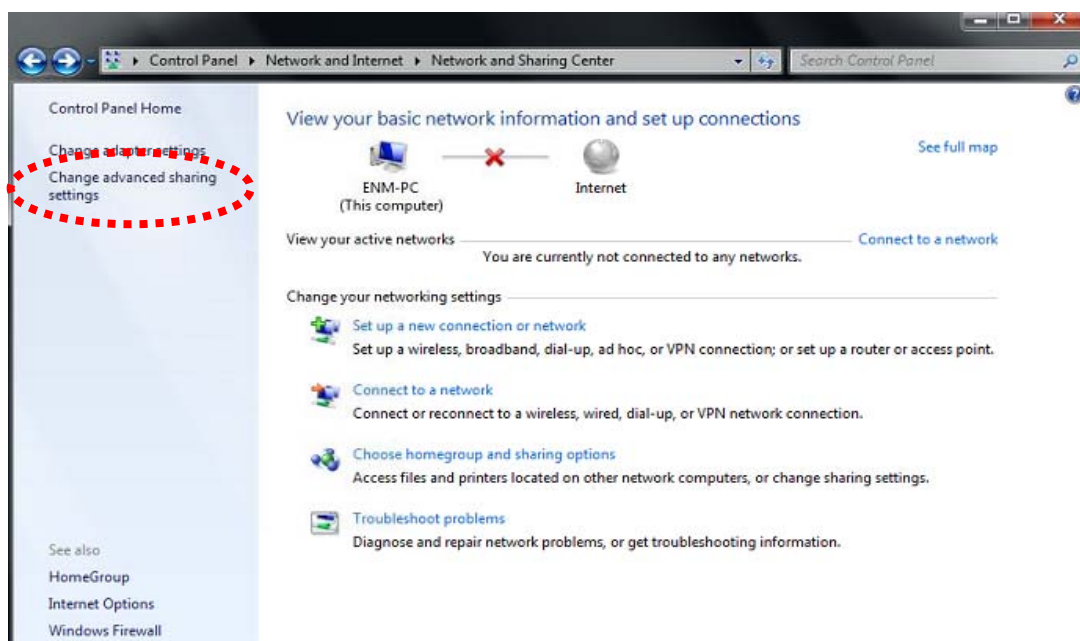 Control Panel ▸ Network and Internet ▸ Network and Sharing Center
Search Control Panel
Control Panel Home
Change adapter settings
Change advanced sharing
settings
View your basic network information and set up connections
See full map
ENM-PC
(This computer)
Internet
View your active networks
Connect to a network
You are currently not connected to any networks.
Change your networking settings
Set up a new connection or network
Set up a wireless, broadband, dial-up, ad hoc, or VPN connection; or set up a router or access point.
Connect to a network
Connect or reconnect to a wireless, wired, dial-up, or VPN network connection.
Choose homegroup and sharing options
Access files and printers located on other network computers, or change sharing settings.
Troubleshoot problems
Diagnose and repair network problems, or get troubleshooting information.
See also
HomeGroup
Internet Options
Windows Firewall